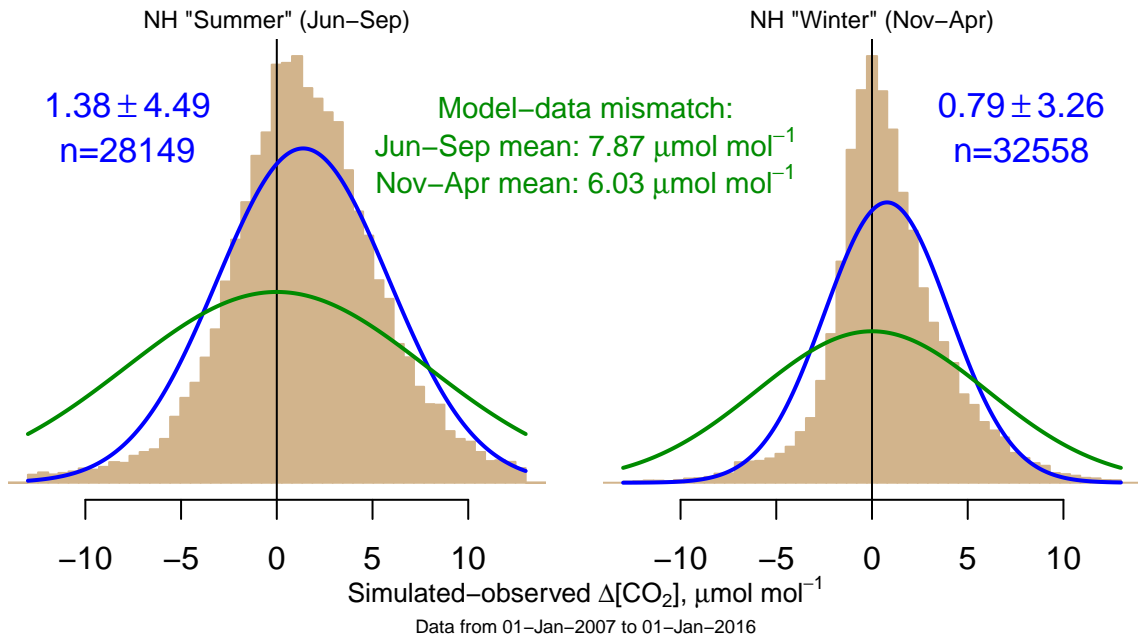 NH "Summer" (Jun−Sep)
NH "Winter" (Nov−Apr)
1.38 ± 4.49
n=28149
Model−data mismatch:
Jun−Sep mean: 7.87 μmol mol⁻¹
Nov−Apr mean: 6.03 μmol mol⁻¹
0.79 ± 3.26
n=32558
−10 −5 0 5 10
−10 −5 0 5 10
Simulated−observed Δ[CO₂], μmol mol⁻¹
Data from 01−Jan−2007 to 01−Jan−2016